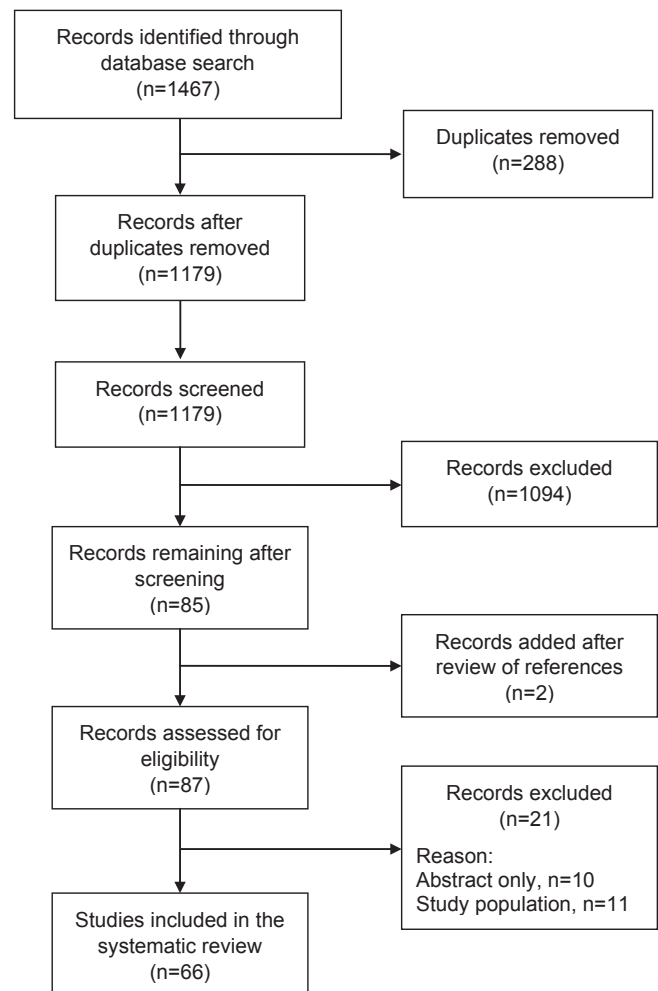 Records identified through
database search
(n=1467)
Duplicates removed
(n=288)
Records after
duplicates removed
(n=1179)
Records screened
(n=1179)
Records excluded
(n=1094)
Records remaining after
screening
(n=85)
Records added after
review of references
(n=2)
Records assessed for
eligibility
(n=87)
Records excluded
(n=21)
Reason:
Abstract only, n=10
Study population, n=11
Studies included in the
systematic review
(n=66)